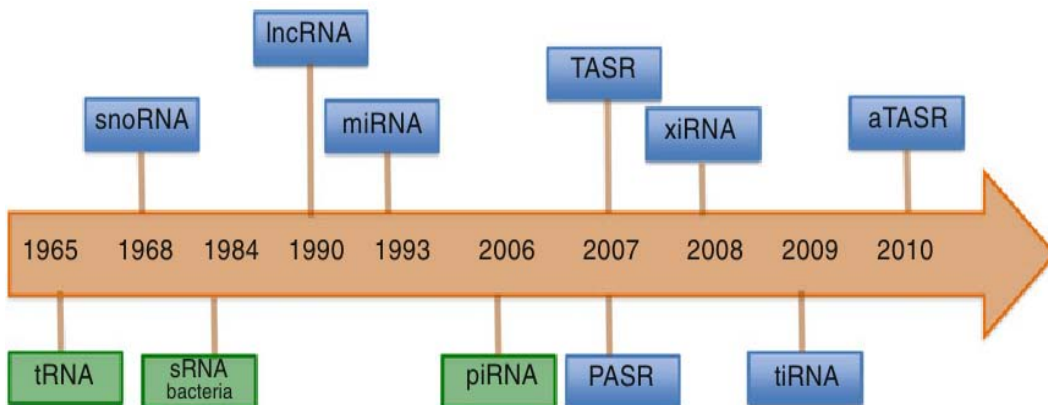 lncRNA
TASR
snoRNA
miRNA
xiRNA
aTASR
1965 1968 1984 1990 1993 2006 2007 2008 2009 2010
tRNA
sRNA
bacteria
piRNA
PASR
tiRNA